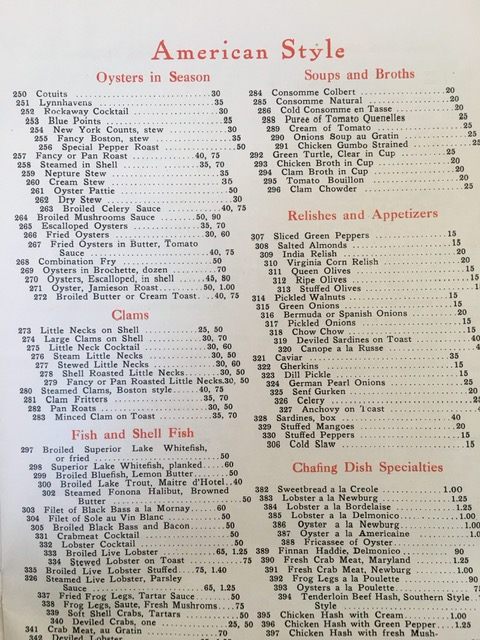 American Style
Oysters in Season
250 Cotuits 30
251 Lynnhavens 35
252 Rockaway Cocktail 30
253 Blue Points 25
254 New York Counts, stew 30
255 Fancy Boston, stew 35
256 Special Pepper Roast 50
257 Fancy or Pan Roast 40, 75
258 Steamed in Shell 35, 70
259 Neptune Stew 35
260 Cream Stew 35
261 Oyster Pattie 50
262 Dry Stew 30
263 Broiled Celery Sauce 40, 75
264 Broiled Mushrooms Sauce 50, 90
265 Escalloped Oysters 35, 70
266 Fried Oysters 30, 60
267 Fried Oysters in Butter, Tomato
Sauce 40, 75
268 Combination Fry 50
269 Oysters in Brochette, dozen 70
270 Oysters, Escalloped, in shell 45, 80
271 Oyster, Jamieson Roast 50, 1.00
272 Broiled Butter or Cream Toast 40, 75
Clams
273 Little Necks on Shell 25, 50
274 Large Clams on Shell 30, 70
275 Little Neck Cocktail 30, 60
276 Steam Little Necks 30, 50
277 Stewed Little Necks 30, 60
278 Shell Roasted Little Necks 30, 50
279 Fancy or Pan Roasted Little Necks 30, 50
280 Steamed Clams, Boston style 40, 75
281 Clam Fritters 35, 70
282 Pan Roats 30, 50
283 Minced Clam on Toast 35, 70
Fish and Shell Fish
297 Broiled Superior Lake Whitefish,
or fried 50
298 Superior Lake Whitefish, planked 60
299 Broiled Bluefish, Lemon Butter 50
300 Broiled Lake Trout, Maitre d'Hotel 40
302 Steamed Fonona Halibut, Browned
Butter 50
303 Filet of Black Bass a la Mornay 60
304 Filet of Sole au Vin Blanc 50
305 Broiled Black Bass and Bacon 50
331 Crabmeat Cocktail 50
332 Lobster Cocktail 50
333 Broiled Live Lobster 65, 1.25
334 Stewed Lobster on Toast 75
335 Broiled Live Lobster Stuffed 75, 1.40
326 Steamed Live Lobster, Parsley
Sauce 65, 1.25
337 Fried Frog Legs, Tartar Sauce 50
338 Frog Legs, Saute, Fresh Mushrooms 75
339 Soft Shell Crabs, Tartars 50
340 Deviled Crabs, one 25, 50
341 Crab Meat, au Gratin 70
342 Deviled Lobster
Soups and Broths
284 Consomme Colbert 20
285 Consomme Natural 20
286 Cold Consomme en Tasse 20
288 Puree of Tomato Quenelles 25
289 Cream of Tomato 25
290 Onions Soup au Gratin 25
291 Chicken Gumbo Strained 25
292 Green Turtle, Clear in Cup 25
293 Chicken Broth in Cup 20
294 Clam Broth in Cup 20
295 Tomato Bouillon 20
296 Clam Chowder 25
Relishes and Appetizers
307 Sliced Green Peppers 15
308 Salted Almonds 15
309 India Relish 20
310 Virginia Corn Relish 20
311 Queen Olives 15
312 Ripe Olives 15
313 Stuffed Olives 15
314 Pickled Walnuts 15
315 Green Onions 15
316 Bermuda or Spanish Onions 20
317 Pickled Onions 15
318 Chow Chow 15
319 Deviled Sardines on Toast 40
320 Canope a la Russe 40
321 Caviar 35
322 Gherkins 15
323 Dill Pickle 15
324 German Pearl Onions 25
325 Senf Gurken 20
326 Celery 25
327 Anchovy on Toast
328 Sardines, box 40
329 Stuffed Mangoes 20
330 Stuffed Peppers 15
306 Cold Slaw 15
Chafing Dish Specialties
382 Sweetbread a la Creole 1.00
383 Lobster a la Newburg 1.25
384 Lobster a la Bordelaise 1.25
385 Lobster a la Delmonico 1.00
386 Oyster a la Newburg 1.00
387 Oyster a la Americaine 1.00
388 Fricassee of Oyster
389 Finnan Haddie, Delmonico 90
390 Fresh Crab Meat, Maryland 1.25
391 Fresh Crab Meat, Newburg 1.00
392 Frog Legs a la Poulette 90
393 Oysters a la Poulette 75
394 Tenderloin Beef Hash, Southern Style
Style
395 Chicken Hash with Cream 1.00
396 Chicken Hash with Green Pepper 1.25
397 Chicken Hash with fresh Mush-